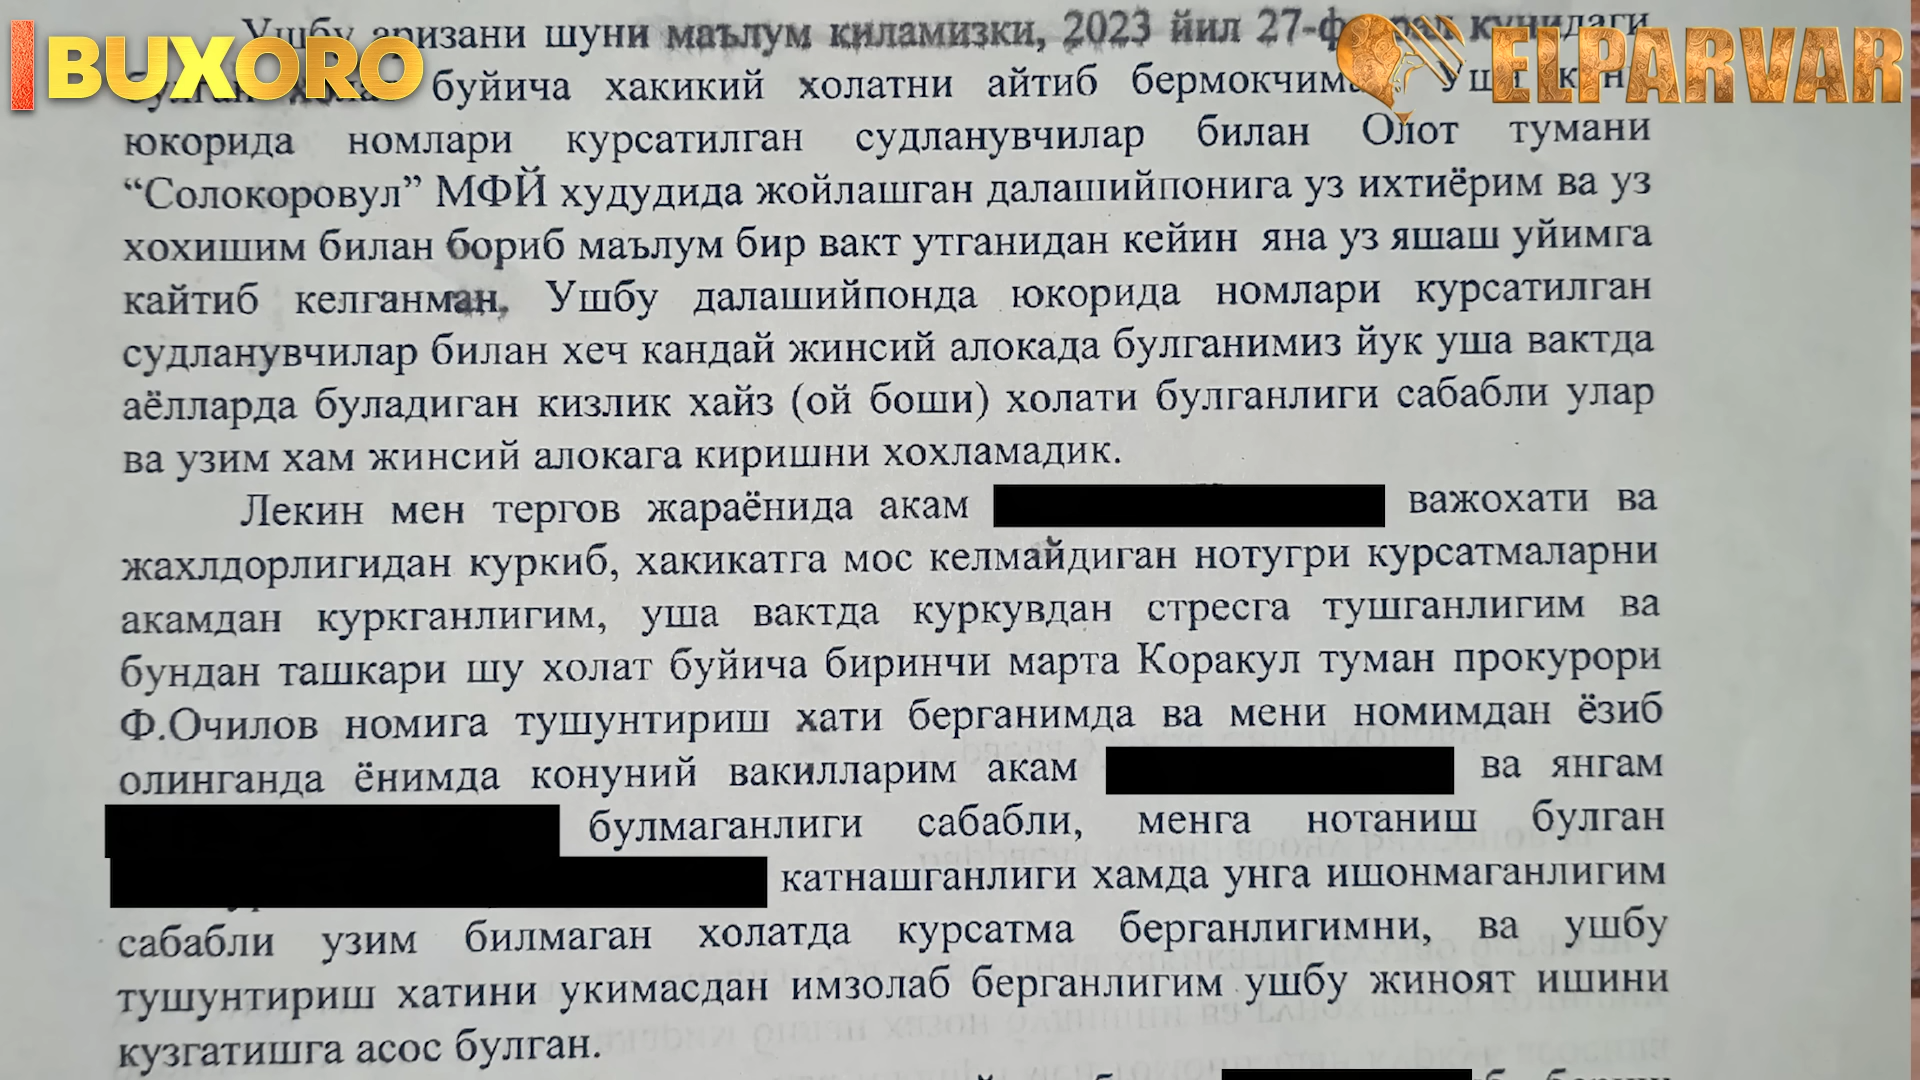 Ушбу аризани шуни маълум қиламизки, 2023 йил 27-ф кунидаги
BUXORO
ELPARVAR
буйича хакикий холатни айтиб бермокчим
юкорида номлари курсатилган судланувчилар билан Олот тумани
“Солокоровул” МФЙ худудида жойлашган далаший­понига уз ихтиёрим ва уз
хохишим билан бориб маълум бир вакт утганидан кейин яна уз яшаш уйимга
кайтиб келганман, Ушбу далашийпонда юкорида номлари курсатилган
судланувчилар билан хеч кандай жинсий алокада булганимиз йук уша вактда
аёлларда буладиган кизлик хайз (ой боши) холати булганлиги сабабли улар
ва узим хам жинсий алокага киришни хохламадик.
Лекин мен тергов жараёнида акам важохати ва
жахлдорлигидан куркиб, хакикатга мос келмайдиган нотугри курсатмаларни
акамдан куркганлигим, уша вактда куркувдан стресга тушганлигим ва
бундан ташкари шу холат буйича биринчи марта Коракул туман прокурори
Ф.Очилов номига тушунтириш хати берганимда ва мени номимдан ёзиб
олинганда ёнимда конуний вакилларим акам ва янгам
булмаганлиги сабабли, менга нотаниш булган
катнашганлиги хамда унга ишонмаганлигим
сабабли узим билмаган холатда курсатма берганлигимни, ва ушбу
тушунтириш хатини укимасдан имзолаб берганлигим ушбу жиноят ишини
кузгатишга асос булган.